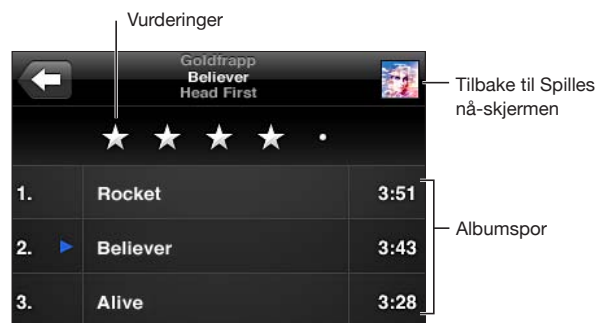 Vurderinger
Goldfrapp
Believer
Head First
Tilbake til Spilles
nå-skjermen
1. Rocket 3:51
2. Believer 3:43
Albumspor
3. Alive 3:28